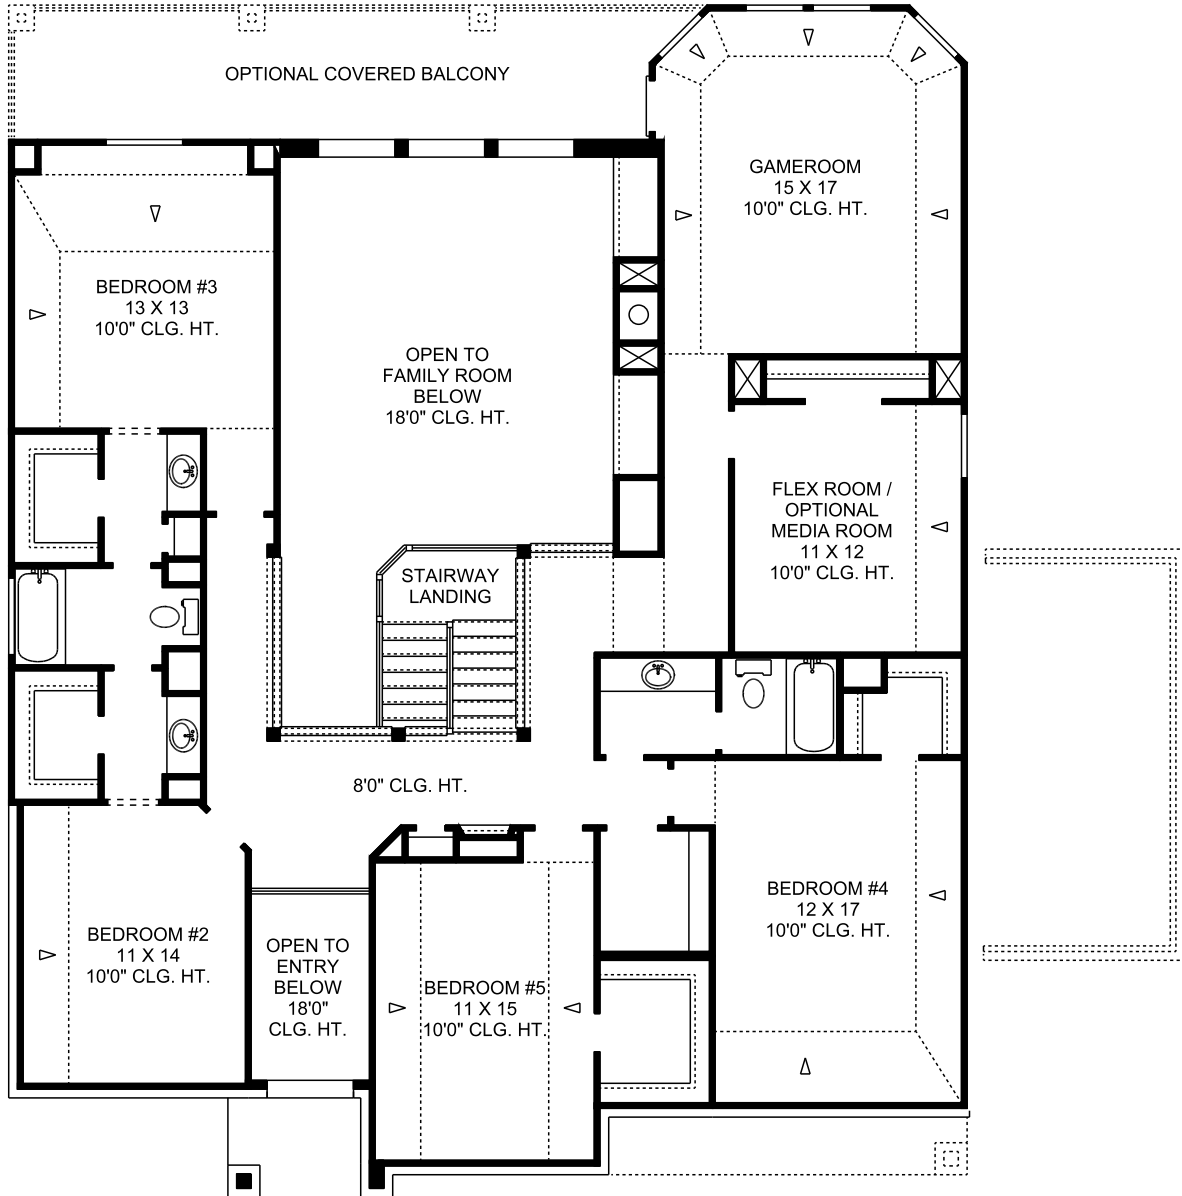 OPTIONAL COVERED BALCONY
GAMEROOM
15 X 17
10'0" CLG. HT.
BEDROOM #3
13 X 13
10'0" CLG. HT.
OPEN TO
FAMILY ROOM
BELOW
18'0" CLG. HT.
FLEX ROOM /
OPTIONAL
MEDIA ROOM
11 X 12
10'0" CLG. HT.
STAIRWAY
LANDING
8'0" CLG. HT.
BEDROOM #4
12 X 17
10'0" CLG. HT.
BEDROOM #2
11 X 14
10'0" CLG. HT.
OPEN TO
ENTRY
BELOW
18'0"
CLG. HT.
BEDROOM #5
11 X 15
10'0" CLG. HT.